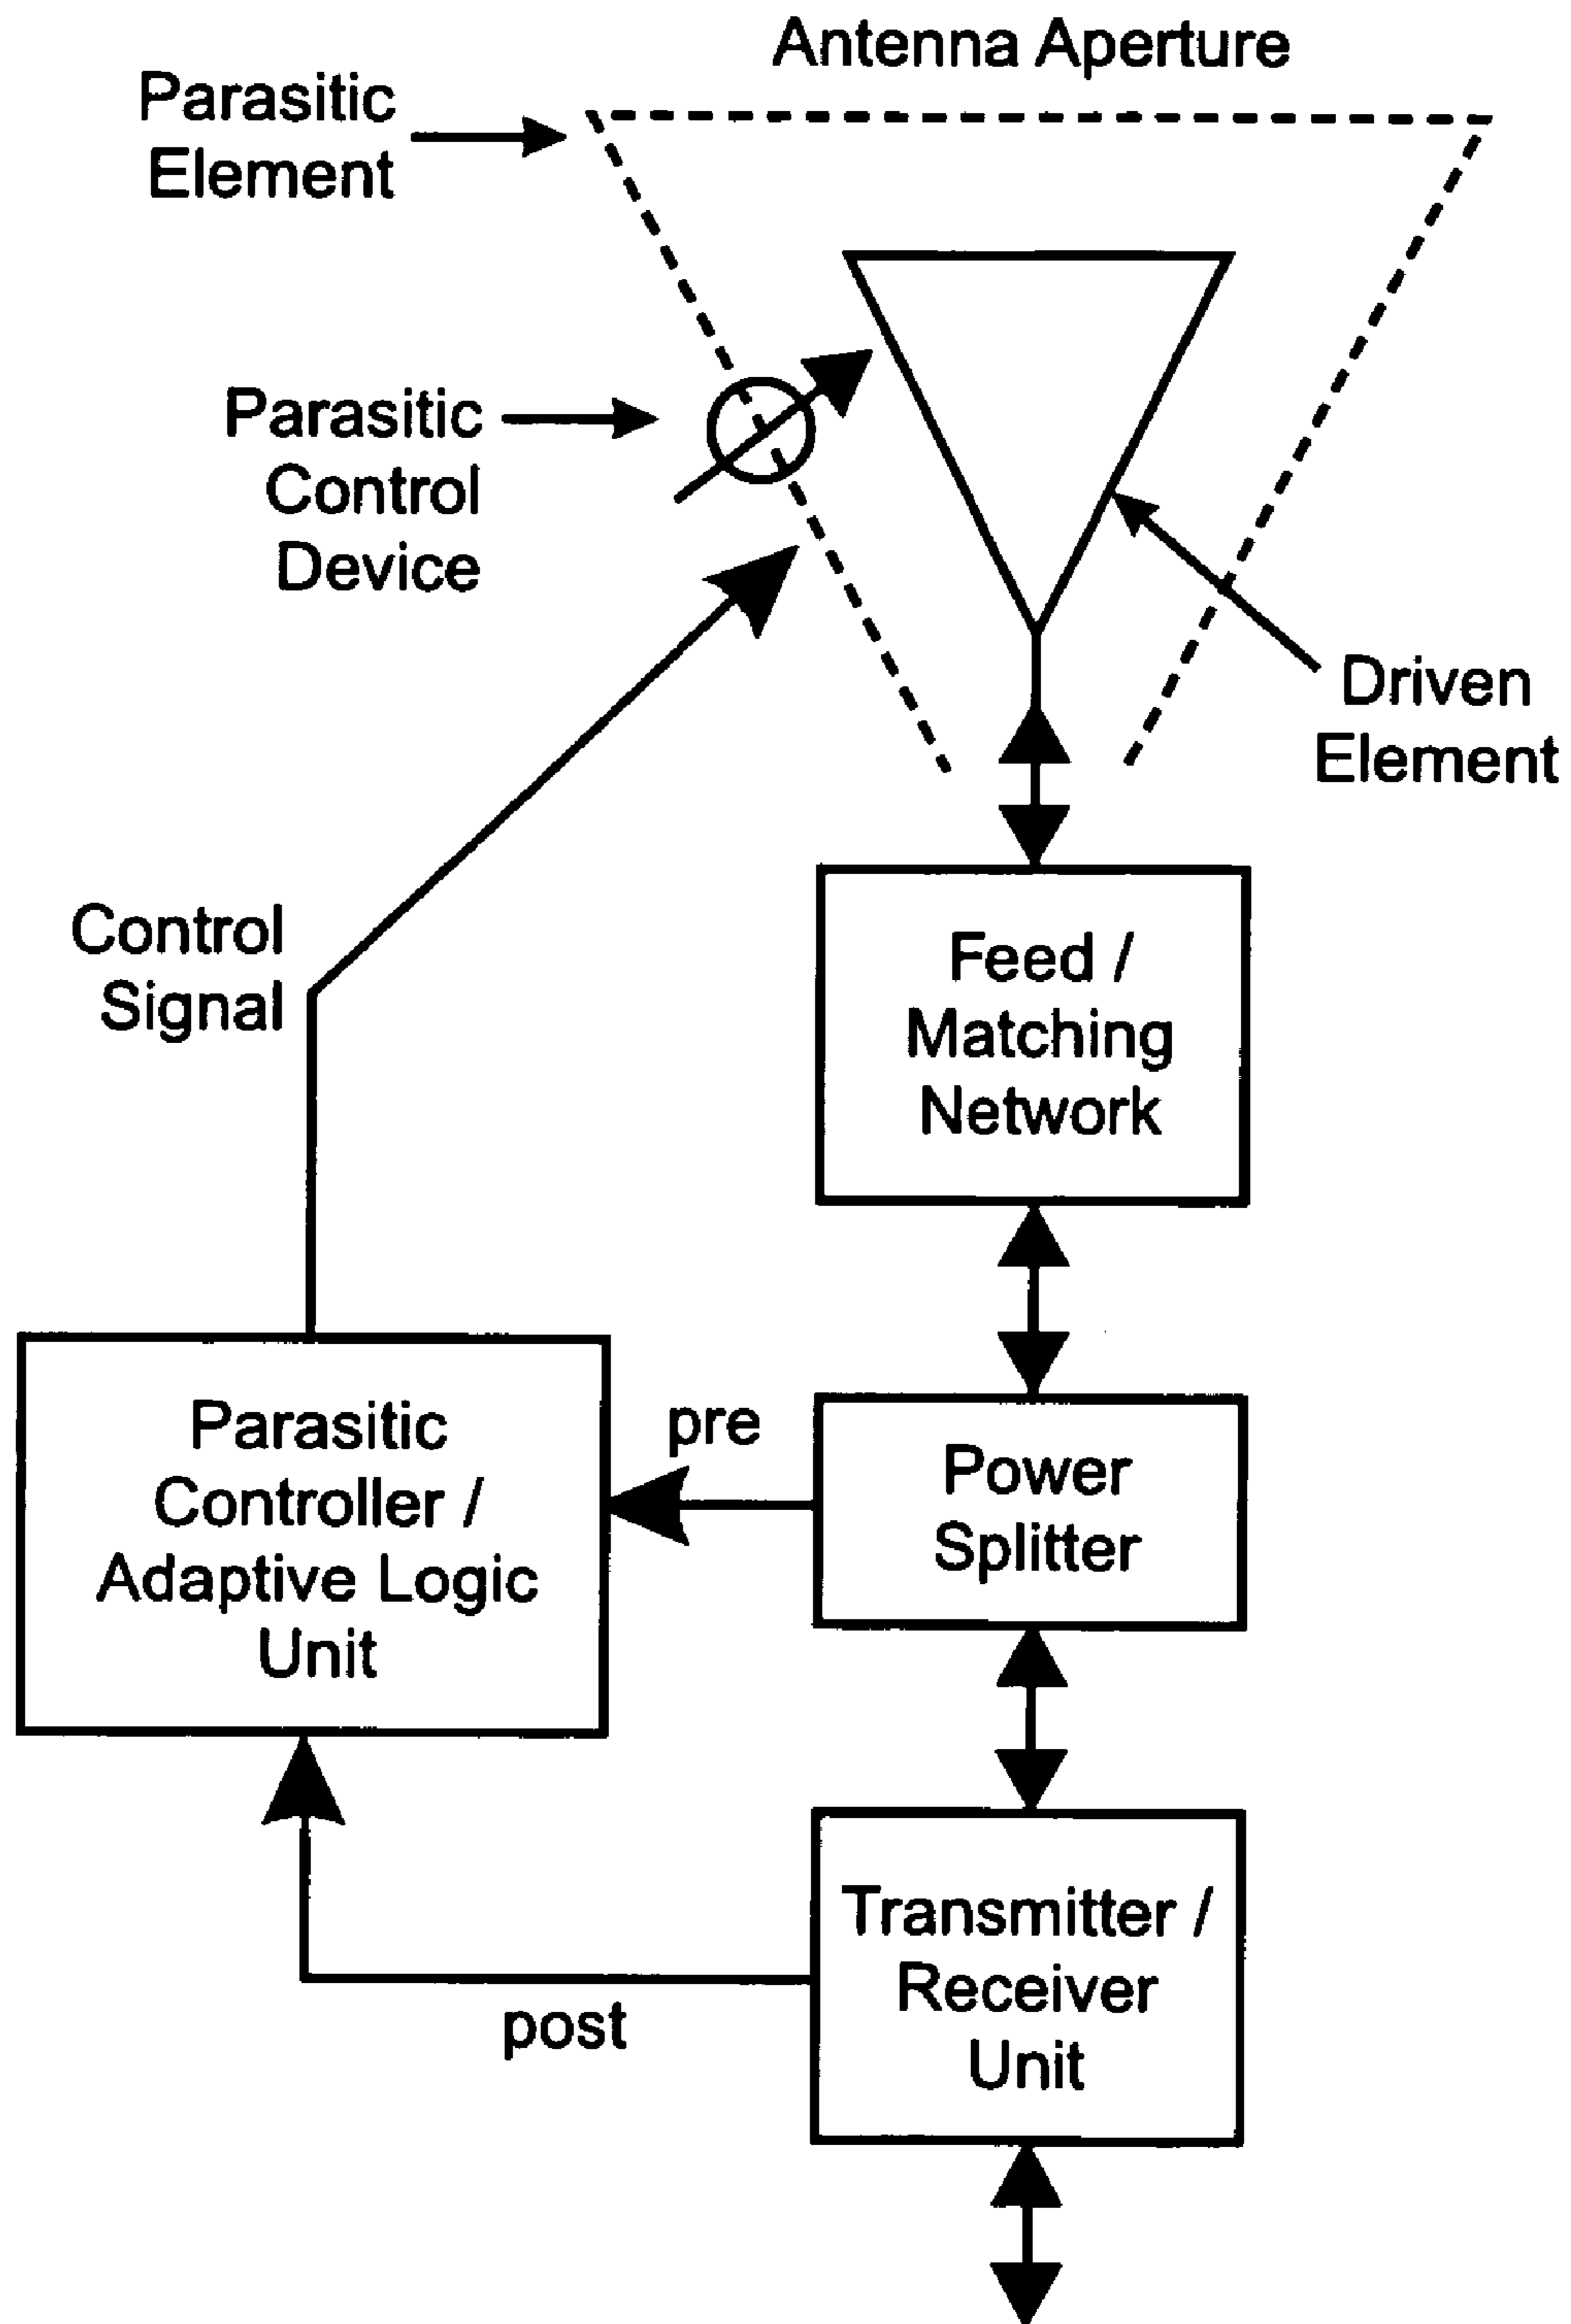 Antenna Aperture
Parasitic
Element
Parasitic
Control
Device
Driven
Element
Control
Signal
Feed /
Matching
Network
Parasitic
Controller /
Adaptive Logic
Unit
pre
Power
Splitter
Transmitter /
Receiver
Unit
post